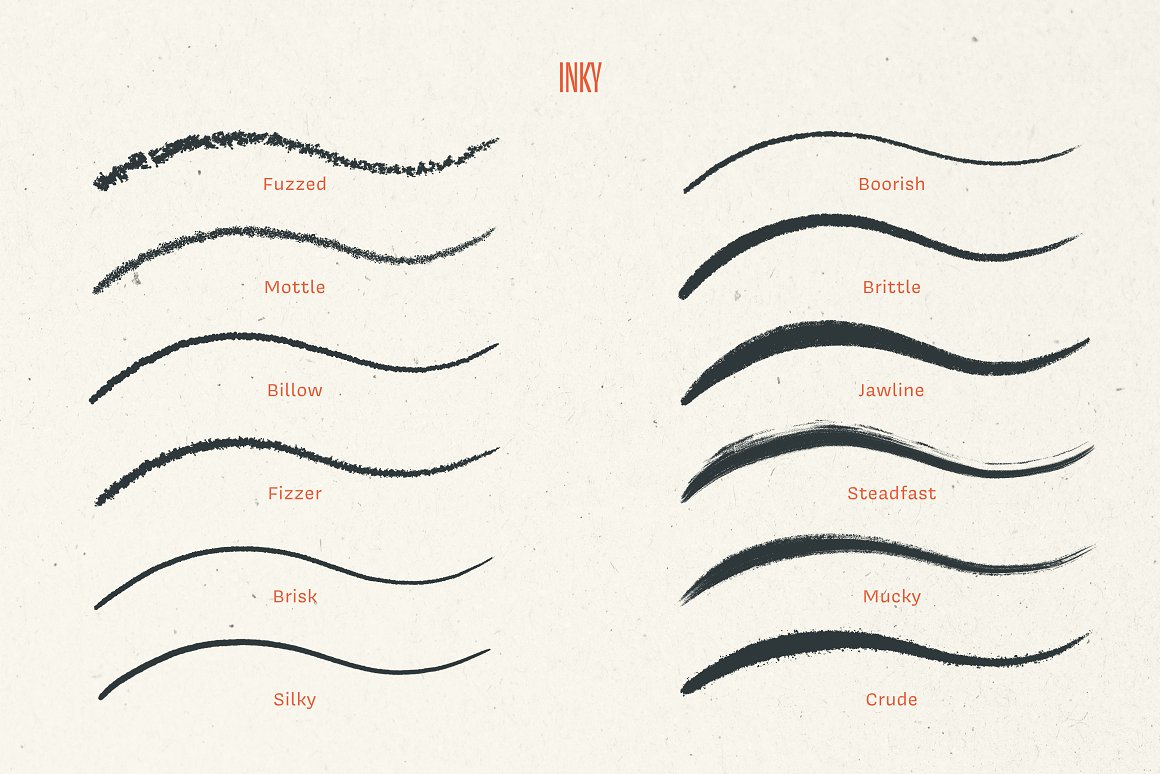 INKY
Fuzzed
Mottle
Billow
Fizzer
Brisk
Silky
Boorish
Brittle
Jawline
Steadfast
Mucky
Crude